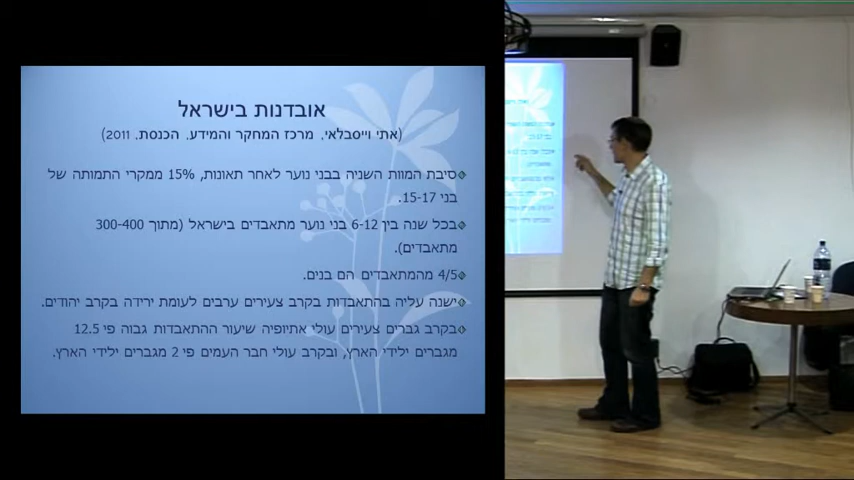 אובדנות בישראל
(אתי וייסבלאי. מרכז המחקר והמידע. הכנסת. 2011)
סיבת המוות השניה בבני נוער לאחר תאונות, 15% ממקרי התמותה של
בני 15-17.
בכל שנה בין 6-12 בני נוער מתאבדים בישראל (מתוך 300-400
מתאבדים).
4/5 מהמתאבדים הם בנים.
ישנה עליה בהתאבדות בקרב צעירים ערבים לעומת ירידה בקרב יהודים.
בקרב גברים צעירים עולי אתיופיה שיעור ההתאבדות גבוה פי 12.5
מגברים ילידי הארץ, ובקרב עולי חבר העמים פי 2 מגברים ילידי הארץ.